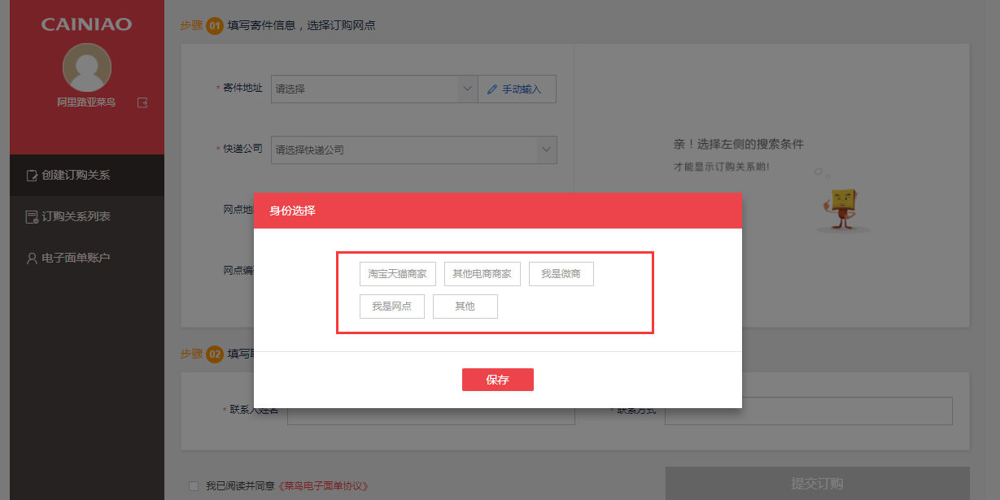 CAINIAO
阿里路亚菜鸟
创建订购关系
订购关系列表
电子面单账户
步骤 01 填写寄件信息，选择订购网点
* 寄件地址 请选择 手动输入
* 快递公司 请选择快递公司
网点地
网点编
亲！选择左侧的搜索条件
才能显示订购关系哟!
身份选择
淘宝天猫商家 其他电商商家 我是微商
我是网点 其他
保存
步骤 02 填写
* 联系人姓名 * 联系方式
我已阅读并同意《菜鸟电子面单协议》
提交订购